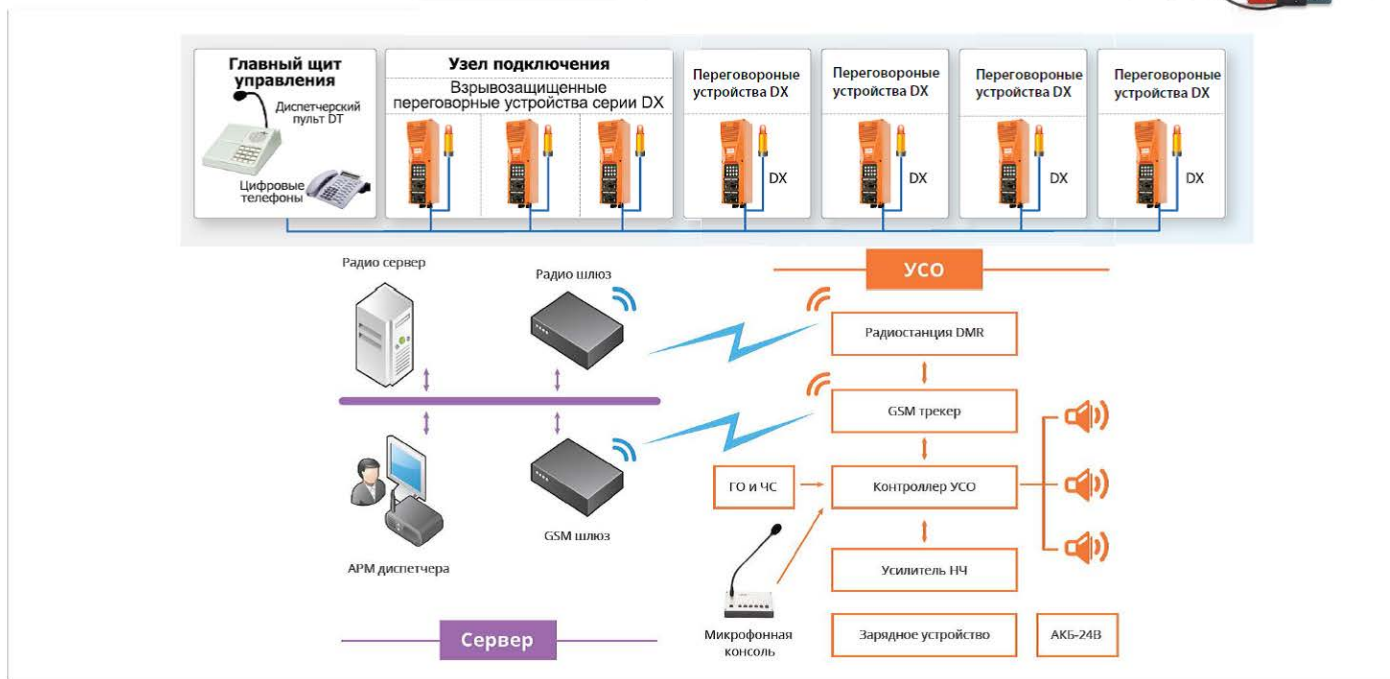 Главный щит
управления
Диспетчерский
пульт DT
Цифровые
телефоны
Узел подключения
Взрывозащищенные
переговорные устройства серии DX
Переговороные
устройства DX
DX
Переговороные
устройства DX
DX
Переговороные
устройства DX
DX
Переговороные
устройства DX
DX
Радио сервер
Радио шлюз
АРМ диспетчера
GSM шлюз
Сервер
УСО
Радиостанция DMR
GSM трекер
ГО и ЧС
Контроллер УСО
Усилитель НЧ
Микрофонная
консоль
Зарядное устройство
АКБ-24В